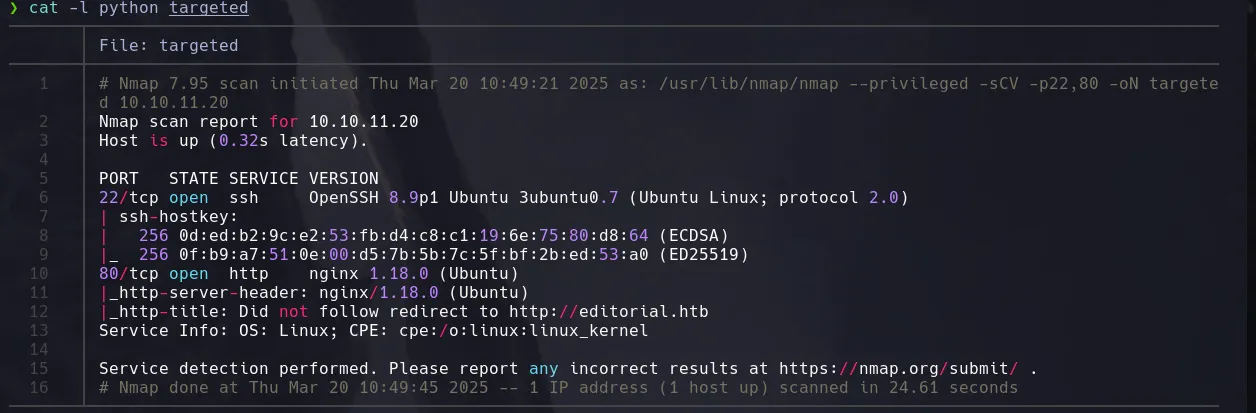 ❯ cat -l python targeted
File: targeted
1 # Nmap 7.95 scan initiated Thu Mar 20 10:49:21 2025 as: /usr/lib/nmap/nmap --privileged -sCV -p22,80 -oN targete
d 10.10.11.20
2 Nmap scan report for 10.10.11.20
3 Host is up (0.32s latency).
4
5 PORT   STATE SERVICE VERSION
6 22/tcp open  ssh     OpenSSH 8.9p1 Ubuntu 3ubuntu0.7 (Ubuntu Linux; protocol 2.0)
7 | ssh-hostkey:
8 |   256 0d:ed:b2:9c:e2:53:fb:d4:c8:c1:19:6e:75:80:d8:64 (ECDSA)
9 |_  256 0f:b9:a7:51:0e:00:d5:7b:5b:7c:5f:bf:2b:ed:53:a0 (ED25519)
10 80/tcp open  http    nginx 1.18.0 (Ubuntu)
11 |_http-server-header: nginx/1.18.0 (Ubuntu)
12 |_http-title: Did not follow redirect to http://editorial.htb
13 Service Info: OS: Linux; CPE: cpe:/o:linux:linux_kernel
14
15 Service detection performed. Please report any incorrect results at https://nmap.org/submit/ .
16 # Nmap done at Thu Mar 20 10:49:45 2025 -- 1 IP address (1 host up) scanned in 24.61 seconds